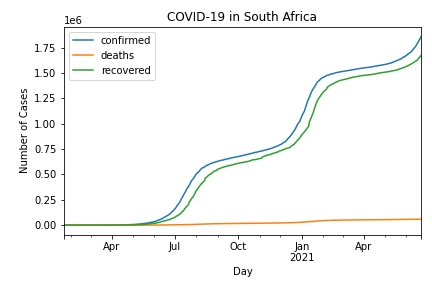 COVID-19 in South Africa
1e6
confirmed
deaths
recovered
1.75
1.50
1.25
1.00
0.75
0.50
0.25
0.00
Number of Cases
Apr
Jul
Oct
Jan
2021
Apr
Day